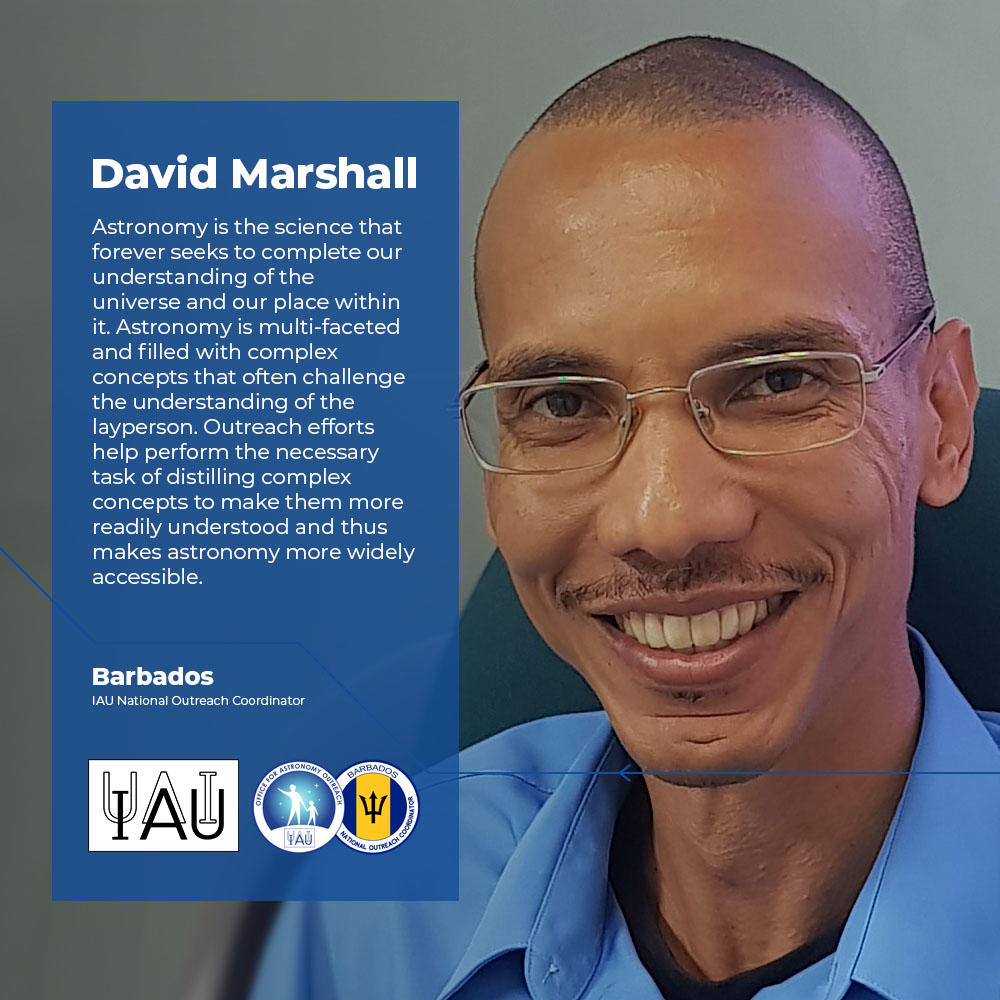 David Marshall
Astronomy is the science that
forever seeks to complete our
understanding of the
universe and our place within
it. Astronomy is multi-faceted
and filled with complex
concepts that often challenge
the understanding of the
layperson. Outreach efforts
help perform the necessary
task of distilling complex
concepts to make them more
readily understood and thus
makes astronomy more widely
accessible.
Barbados
IAU National Outreach Coordinator
IAU
OFFICE FOR ASTRONOMY OUTREACH
IAU
BARBADOS
NATIONAL OUTREACH COORDINATOR